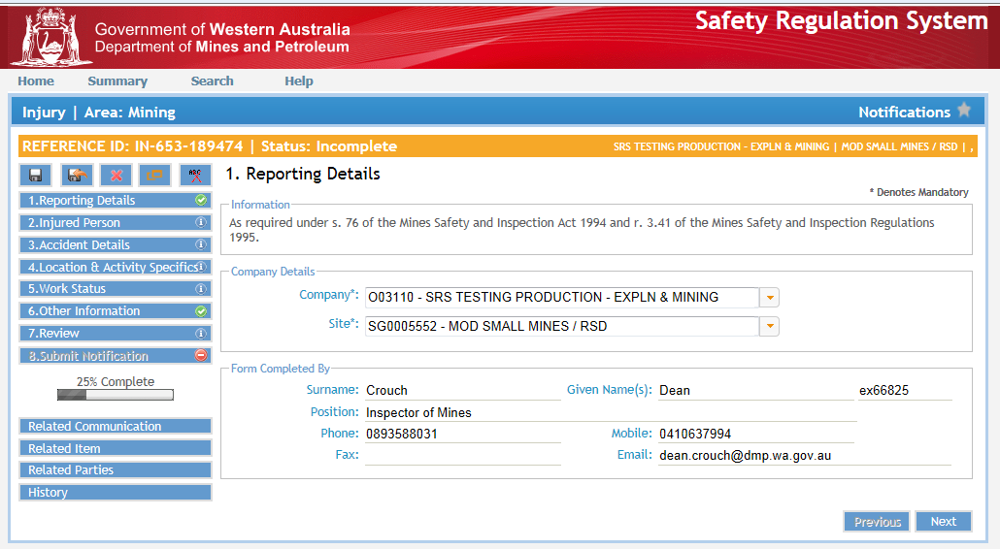 Government of Western Australia
Department of Mines and Petroleum
Safety Regulation System
Home Summary Search Help
Injury | Area: Mining
Notifications
REFERENCE ID: IN-653-189474 | Status: Incomplete
SRS TESTING PRODUCTION - EXPLN & MINING | MOD SMALL MINES / RSD | ,
ABC
1.Reporting Details
2.Injured Person
3.Accident Details
4.Location & Activity Specifics
5.Work Status
6.Other Information
7.Review
8.Submit Notification
25% Complete
Related Communication
Related Item
Related Parties
History
1. Reporting Details
* Denotes Mandatory
Information
As required under s. 76 of the Mines Safety and Inspection Act 1994 and r. 3.41 of the Mines Safety and Inspection Regulations
1995.
Company Details
Company*: O03110 - SRS TESTING PRODUCTION - EXPLN & MINING
Site*: SG0005552 - MOD SMALL MINES / RSD
Form Completed By
Surname: Crouch Given Name(s): Dean ex66825
Position: Inspector of Mines
Phone: 0893588031 Mobile: 0410637994
Fax: Email: dean.crouch@dmp.wa.gov.au
Previous Next